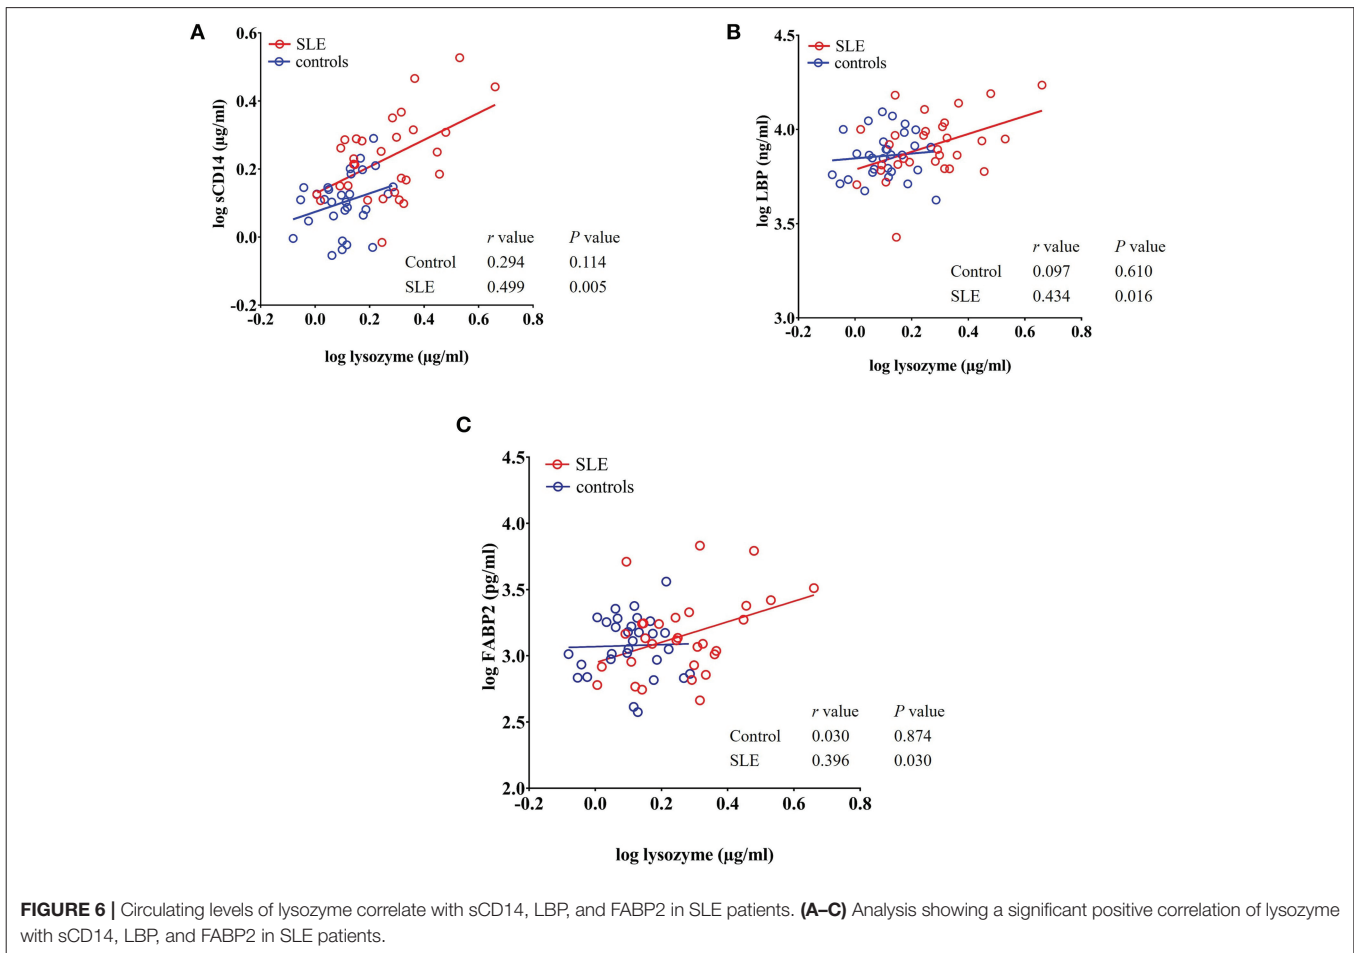 A
0.6
SLE
controls
0.4
0.2
0.0
-0.2
log sCD14 (μg/ml)
r value P value
Control 0.294 0.114
SLE 0.499 0.005
-0.2 0.0 0.2 0.4 0.6 0.8
log lysozyme (μg/ml)
B
4.5
SLE
controls
4.0
3.5
3.0
log LBP (ng/ml)
r value P value
Control 0.097 0.610
SLE 0.434 0.016
-0.2 0.0 0.2 0.4 0.6 0.8
log lysozyme (μg/ml)
C
4.5
SLE
controls
4.0
3.5
3.0
2.5
2.0
log FABP2 (pg/ml)
r value P value
Control 0.030 0.874
SLE 0.396 0.030
-0.2 0.0 0.2 0.4 0.6 0.8
log lysozyme (μg/ml)
FIGURE 6 | Circulating levels of lysozyme correlate with sCD14, LBP, and FABP2 in SLE patients. (A–C) Analysis showing a significant positive correlation of lysozyme
with sCD14, LBP, and FABP2 in SLE patients.